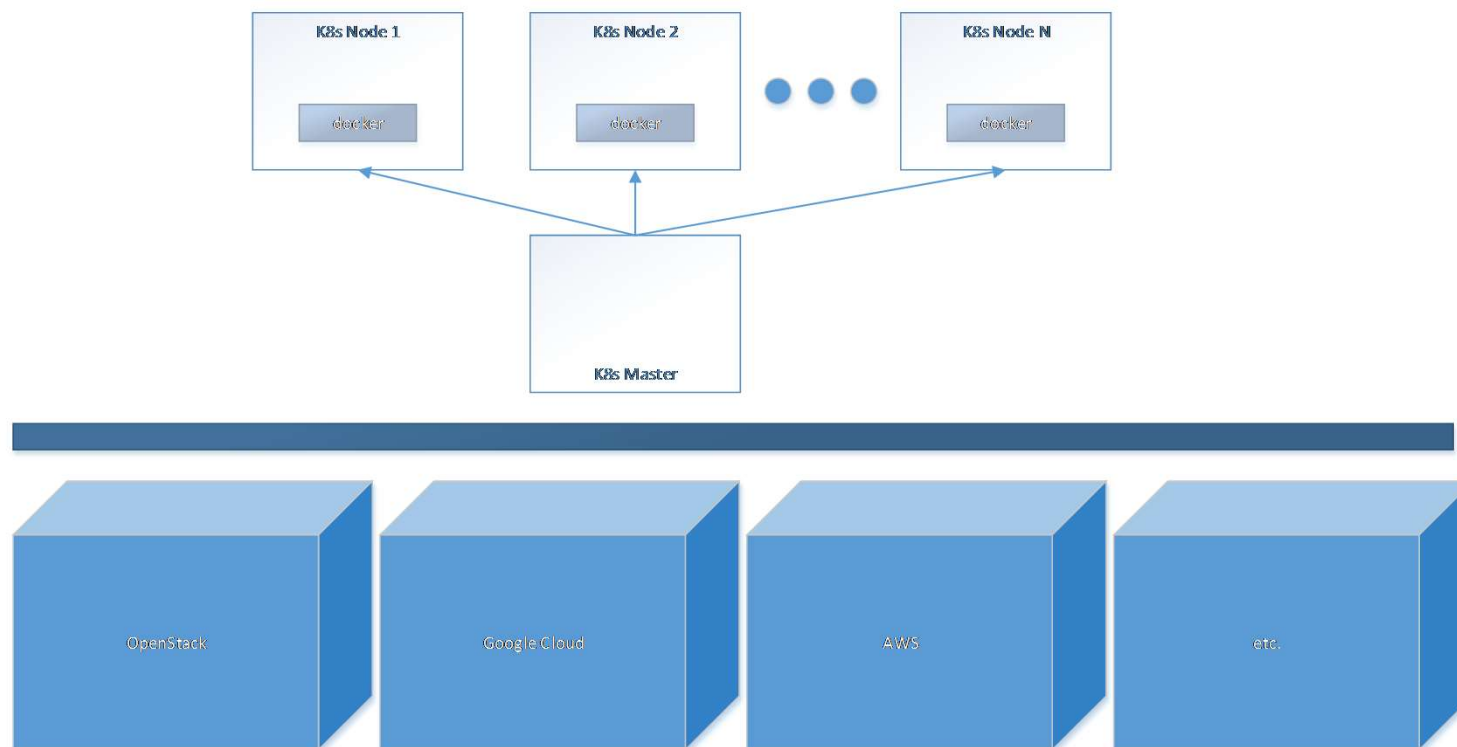 K8s Node 1
K8s Node 2
K8s Node N
docker
docker
docker
K8s Master
OpenStack
Google Cloud
AWS
etc.